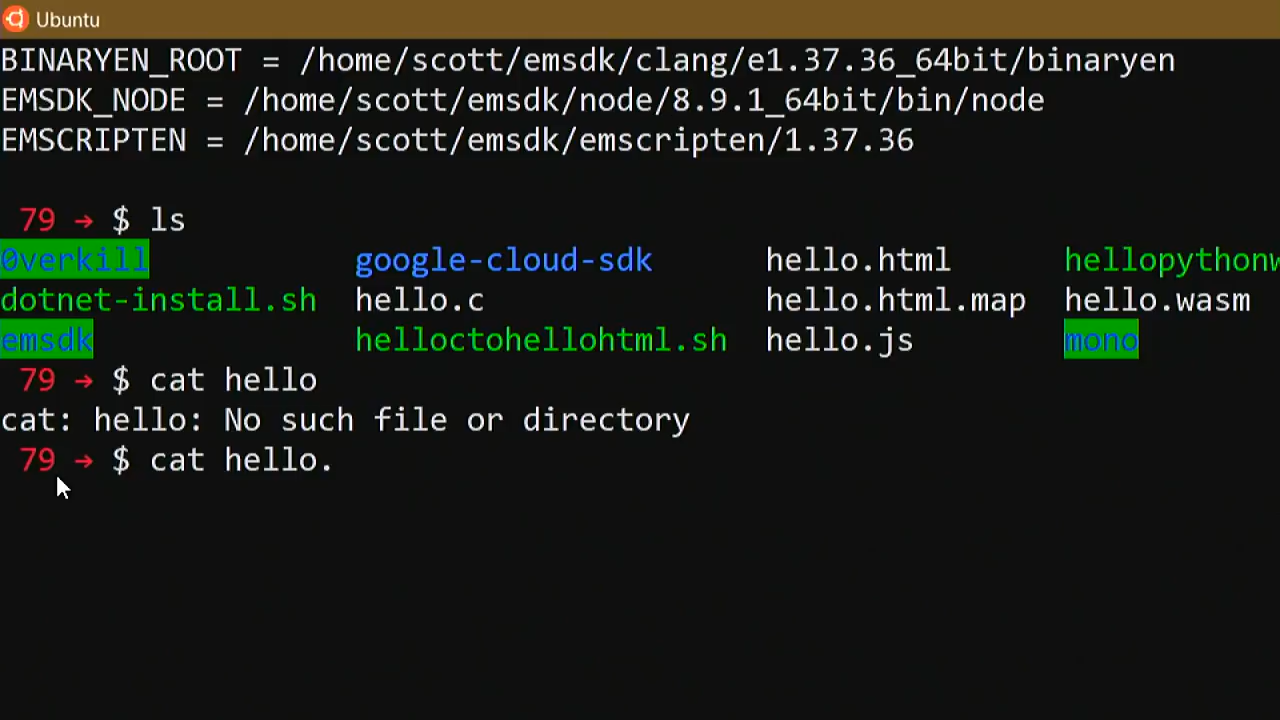 Ubuntu
BINARYEN_ROOT = /home/scott/emsdk/clang/e1.37.36_64bit/binaryen
EMSDK_NODE = /home/scott/emsdk/node/8.9.1_64bit/bin/node
EMSCRIPTEN = /home/scott/emsdk/emscripten/1.37.36
79 → $ ls
0verkill google-cloud-sdk hello.html hellopythonw
dotnet-install.sh hello.c hello.html.map hello.wasm
emsdk helloctohellohtml.sh hello.js mono
79 → $ cat hello
cat: hello: No such file or directory
79 → $ cat hello.